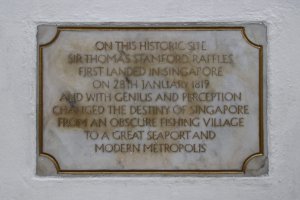 ON THIS HISTORIC SITE
SIR THOMAS STAMFORD RAFFLES
FIRST LANDED IN SINGAPORE
ON 28TH JANUARY 1819
AND WITH GENIUS AND PERCEPTION
CHANGED THE DESTINY OF SINGAPORE
FROM AN OBSCURE FISHING VILLAGE
TO A GREAT SEAPORT AND
MODERN METROPOLIS